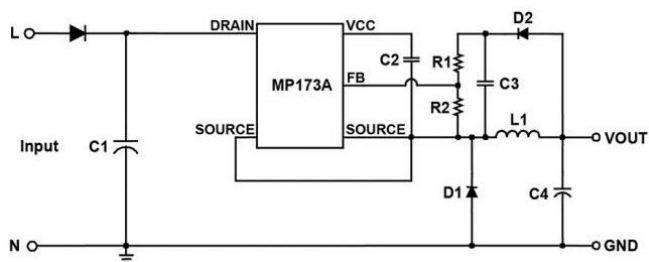 D2
L
DRAIN
VCC
C2
R1
C3
MP173A
FB
R2
SOURCE
SOURCE
L1
Input
C1
VOUT
D1
C4
N
GND